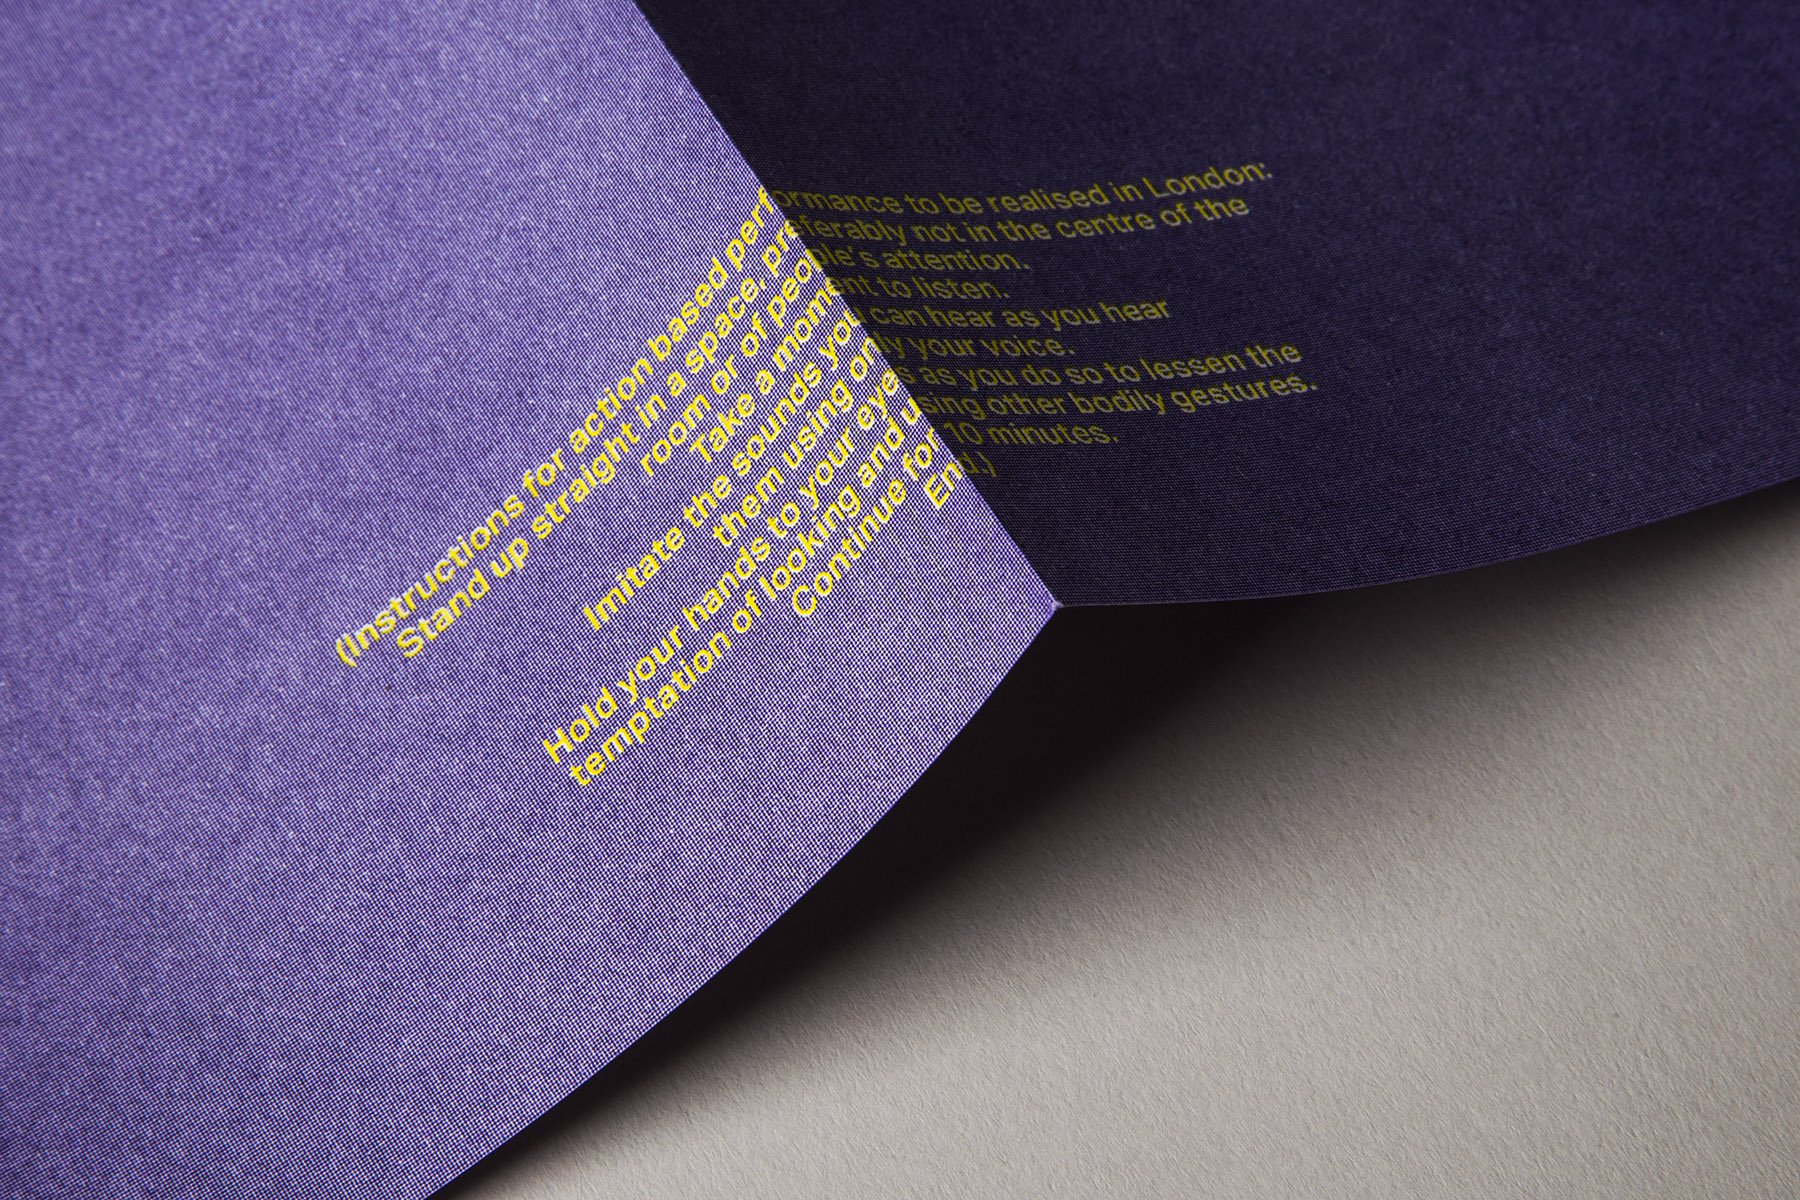 (Instructions for action based performance to be realised in London:
Stand up straight in a space, preferably not in the centre of the
room or of people's attention.
Take a moment to listen.
Imitate the sounds you can hear as you hear
them using only your voice.
Hold your hands to your eyes as you do so to lessen the
temptation of looking and using other bodily gestures.
Continue for 10 minutes.
End.)